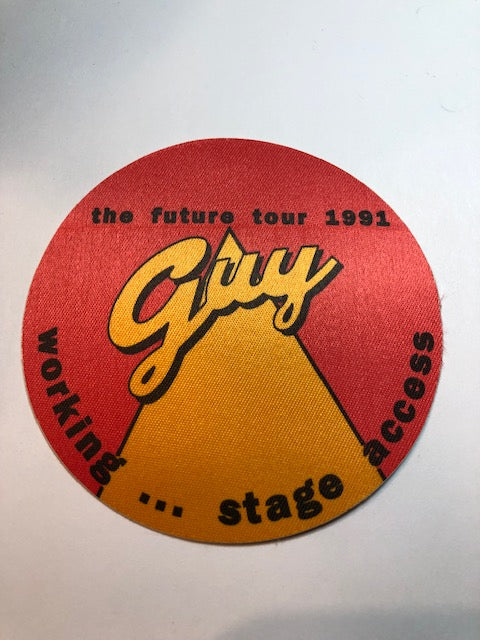 the future tour 1991
Guy
working ... stage access